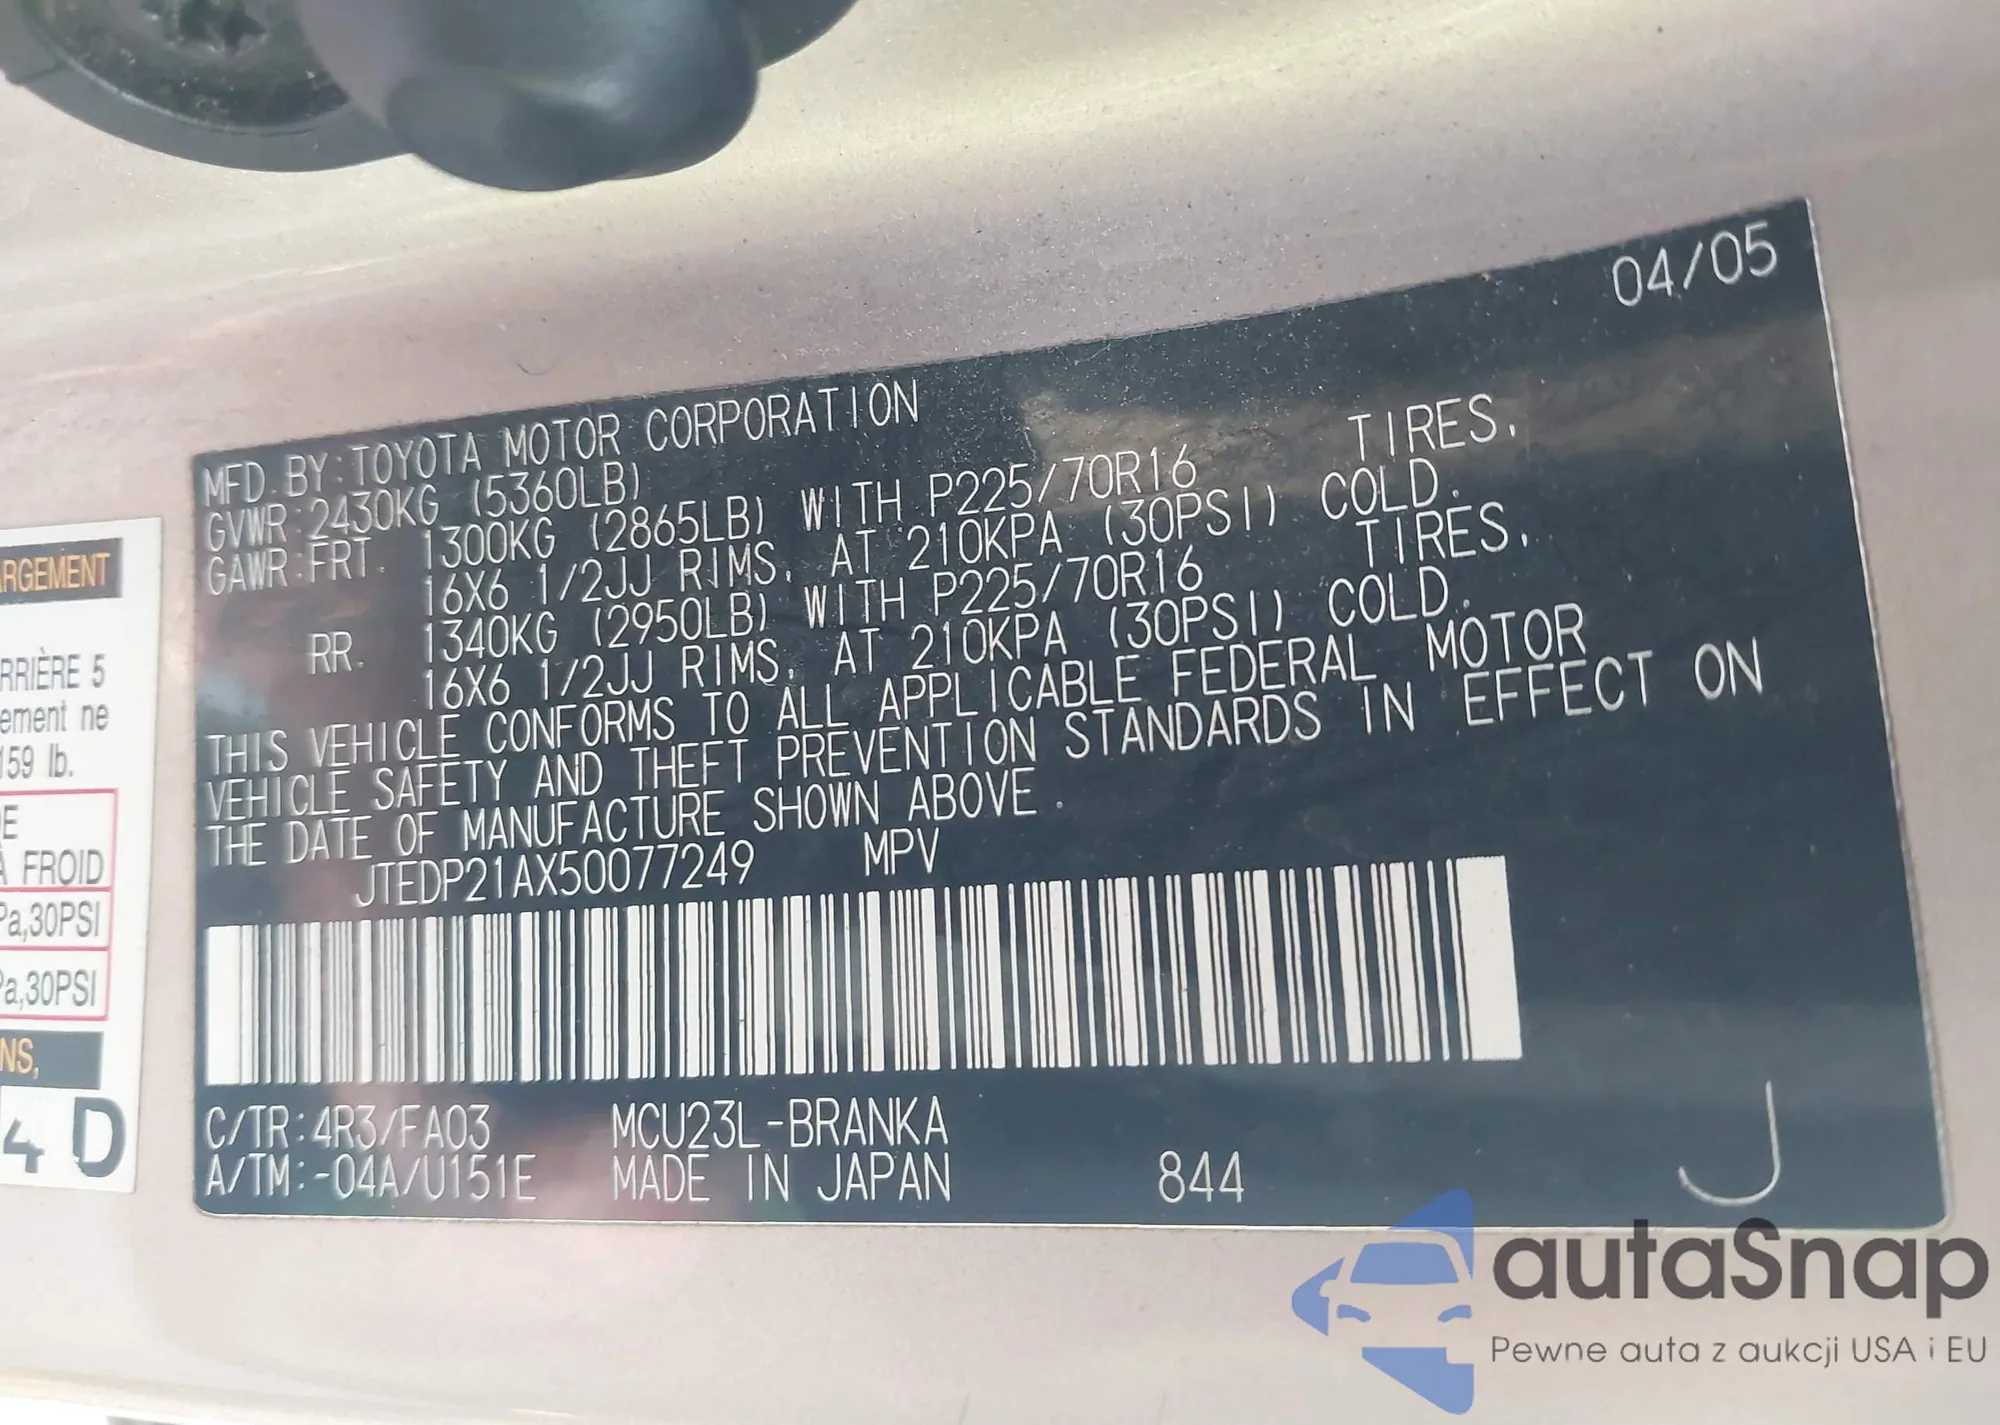 04/05
MFD. BY:TOYOTA MOTOR CORPORATION
GVWR:2430KG (5360LB)
GAWR:FRT. 1300KG (2865LB) WITH P225/70R16 TIRES,
16X6 1/2JJ RIMS, AT 210KPA (30PSI) COLD.
RR. 1340KG (2950LB) WITH P225/70R16 TIRES,
16X6 1/2JJ RIMS, AT 210KPA (30PSI) COLD.
THIS VEHICLE CONFORMS TO ALL APPLICABLE FEDERAL MOTOR
VEHICLE SAFETY AND THEFT PREVENTION STANDARDS IN EFFECT ON
THE DATE OF MANUFACTURE SHOWN ABOVE.
JTEDP21AX50077249 MPV
C/TR:4R3/FA03 MCU23L-BRANKA
A/TM:-04A/U151E MADE IN JAPAN 844 J
ARGEMENT
RRIÈRE 5
ement ne
159 lb.
DE
À FROID
Pa,30PSI
Pa,30PSI
NS,
4 D
autaSnap
Pewne auta z aukcji USA i EU